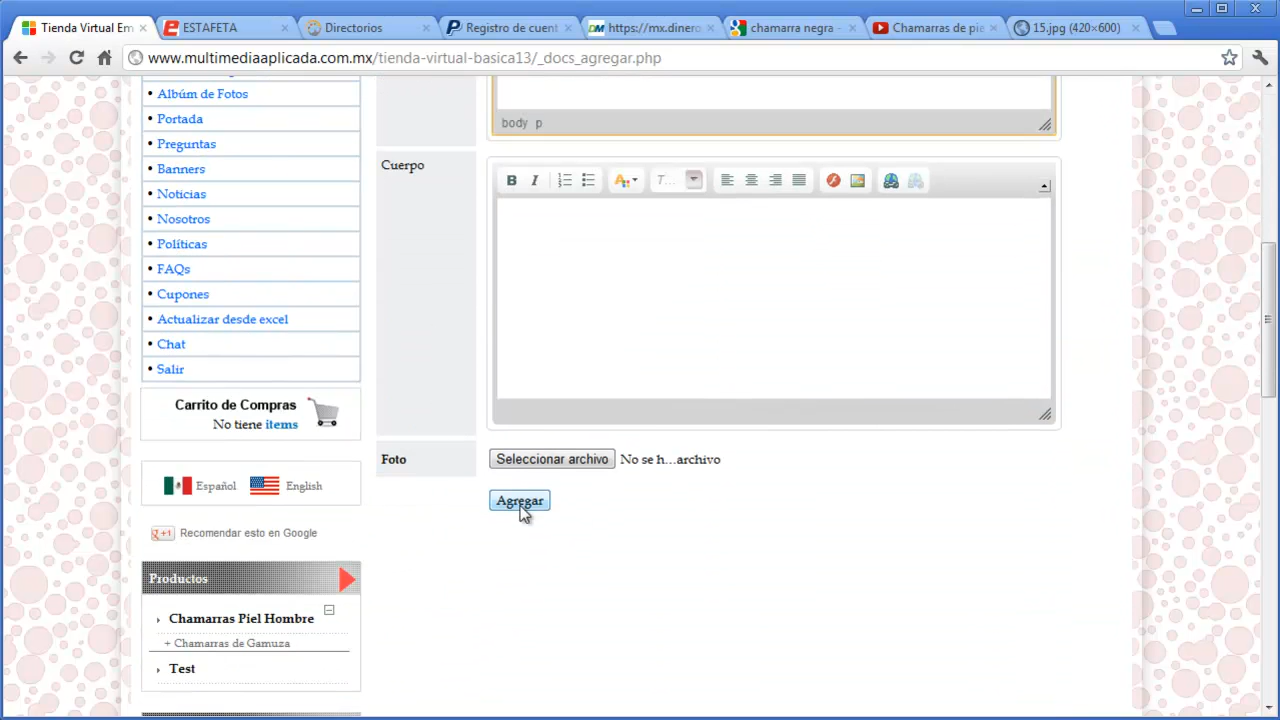 Tienda Virtual Em
ESTAFETA
Directorios
Registro de cuent
https://mx.dinero
chamarra negra -
Chamarras de pie
15.jpg (420×600)
www.multimediaaplicada.com.mx/tienda-virtual-basica13/_docs_agregar.php
Albúm de Fotos
Portada
Preguntas
Banners
Noticias
Nosotros
Políticas
FAQs
Cupones
Actualizar desde excel
Chat
Salir
Carrito de Compras
No tiene items
Español English
g+1 Recomendar esto en Google
Productos
Chamarras Piel Hombre
+ Chamarras de Gamuza
Test
body p
Cuerpo
B I T...
Foto
Seleccionar archivo No se h...archivo
Agregar